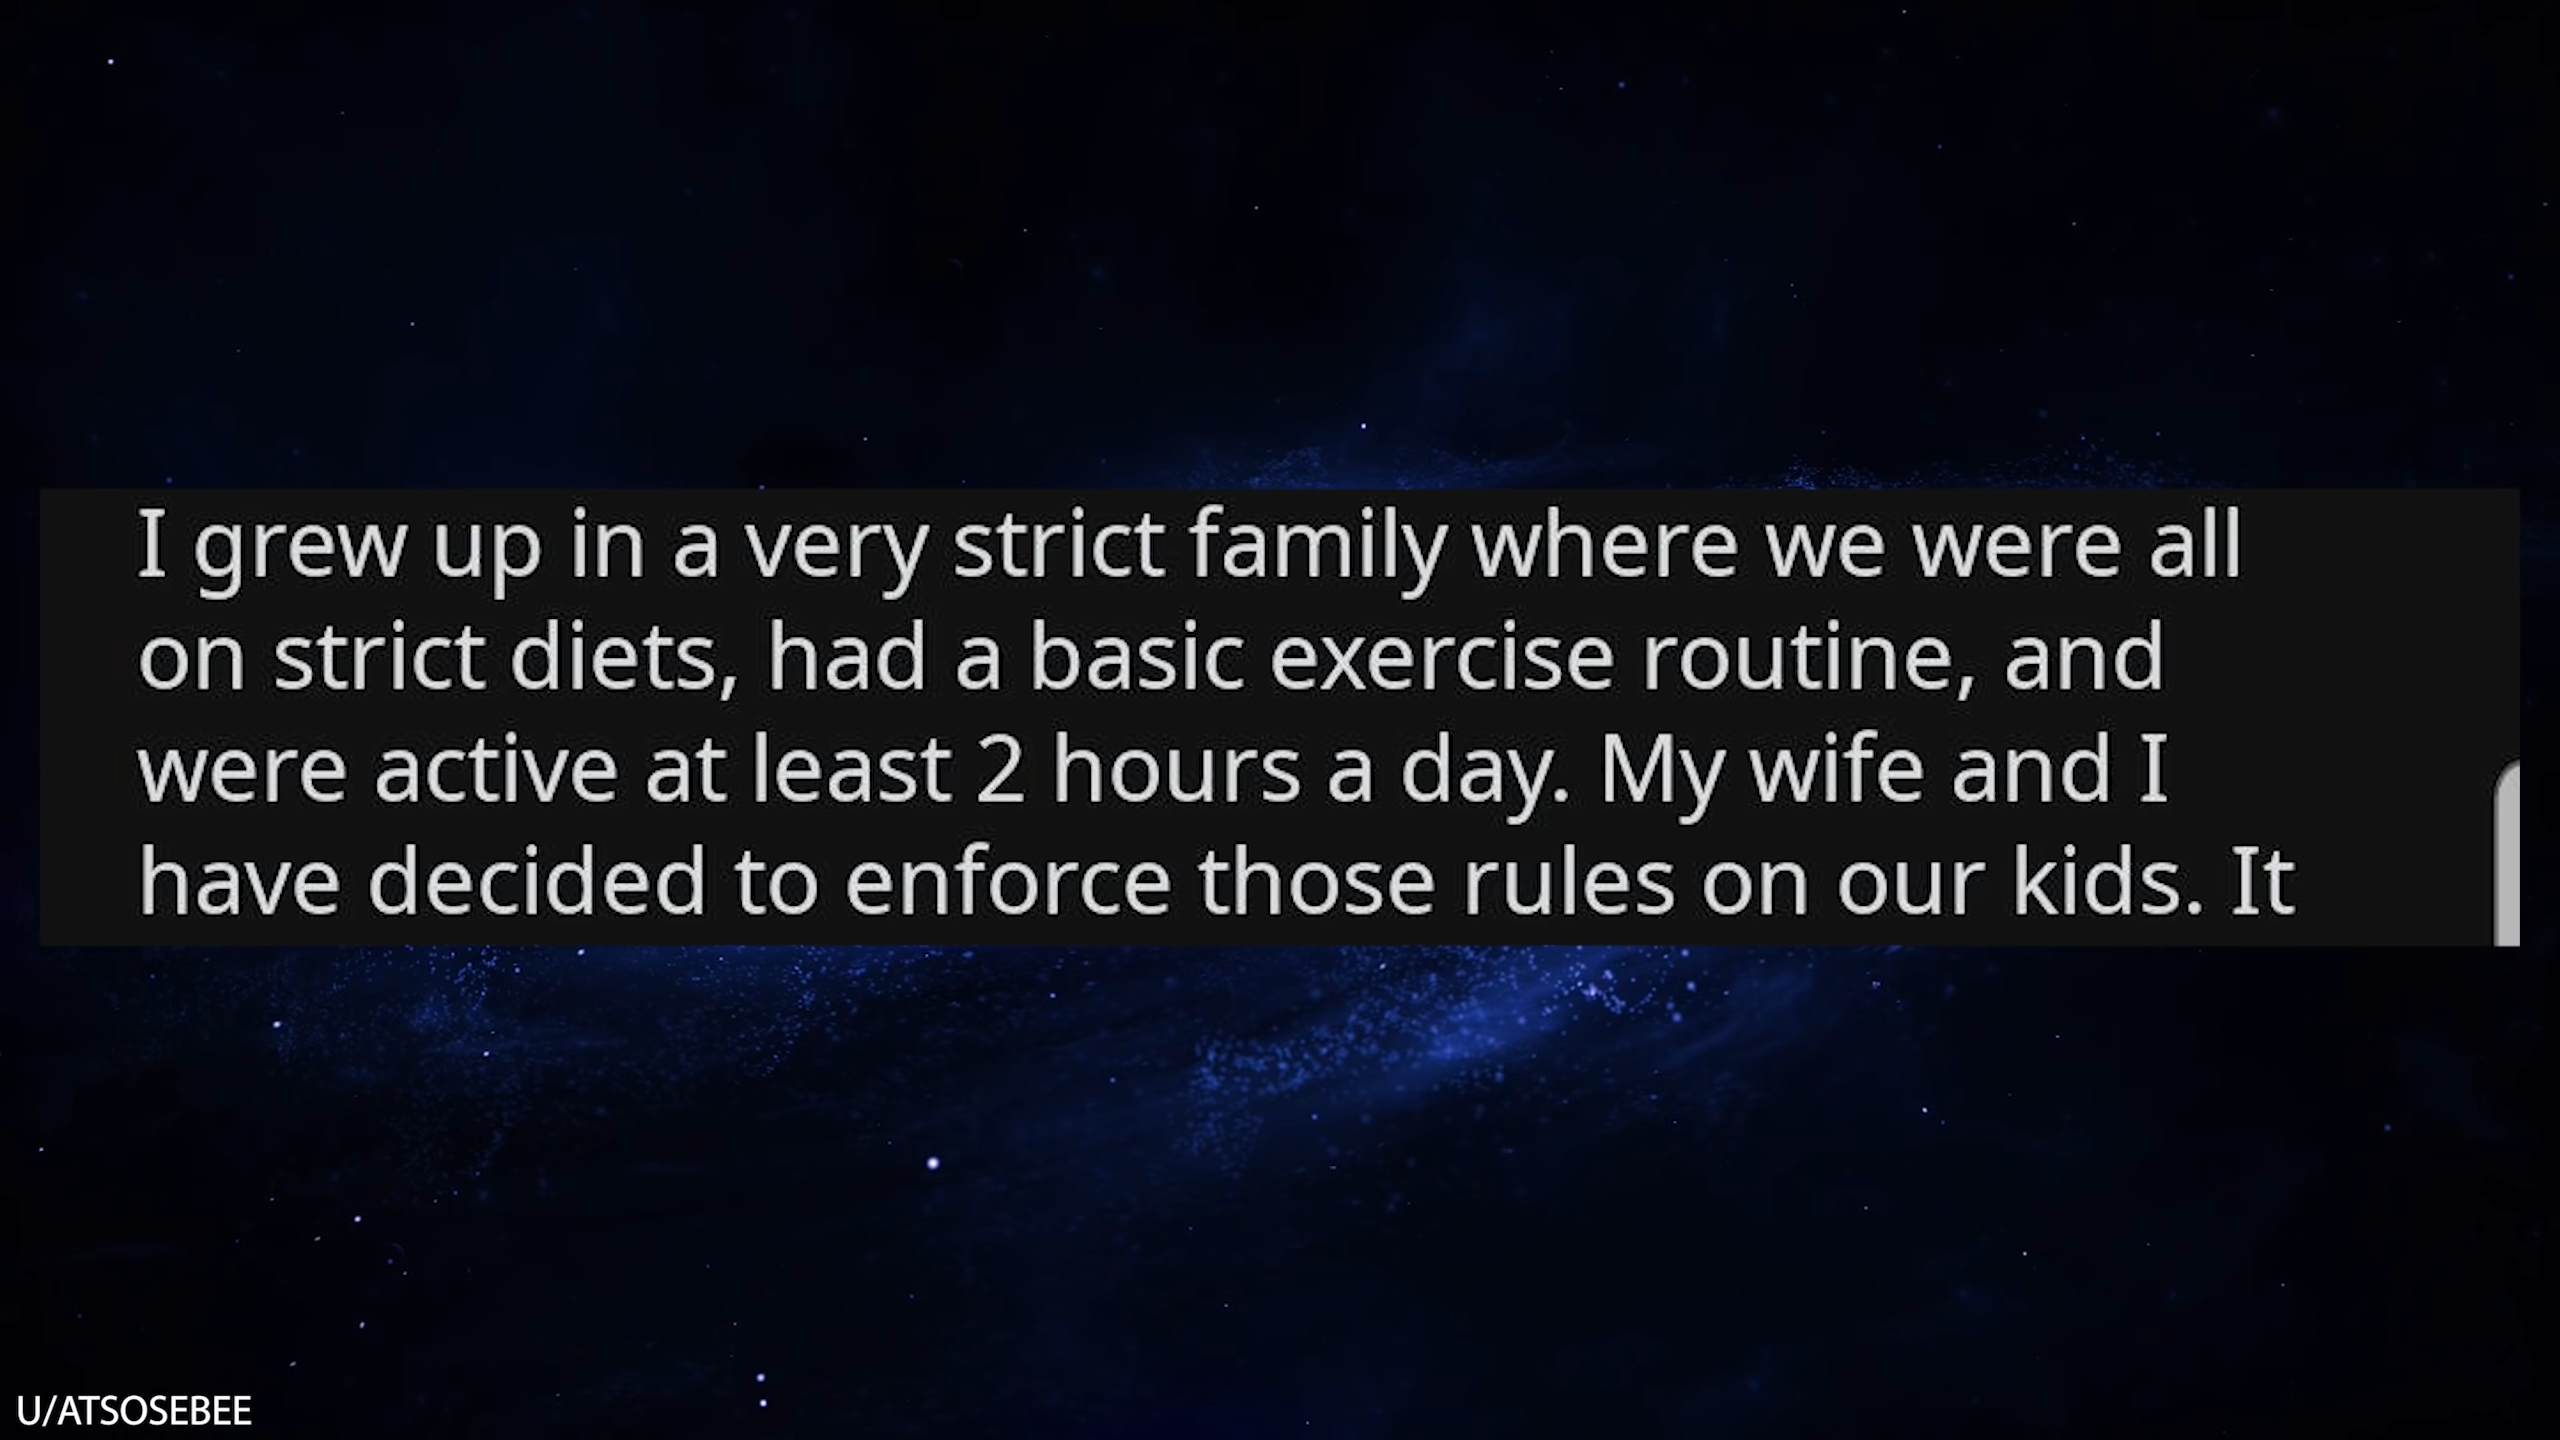 I grew up in a very strict family where we were all
on strict diets, had a basic exercise routine, and
were active at least 2 hours a day. My wife and I
have decided to enforce those rules on our kids. It
U/ATSOSEBEE